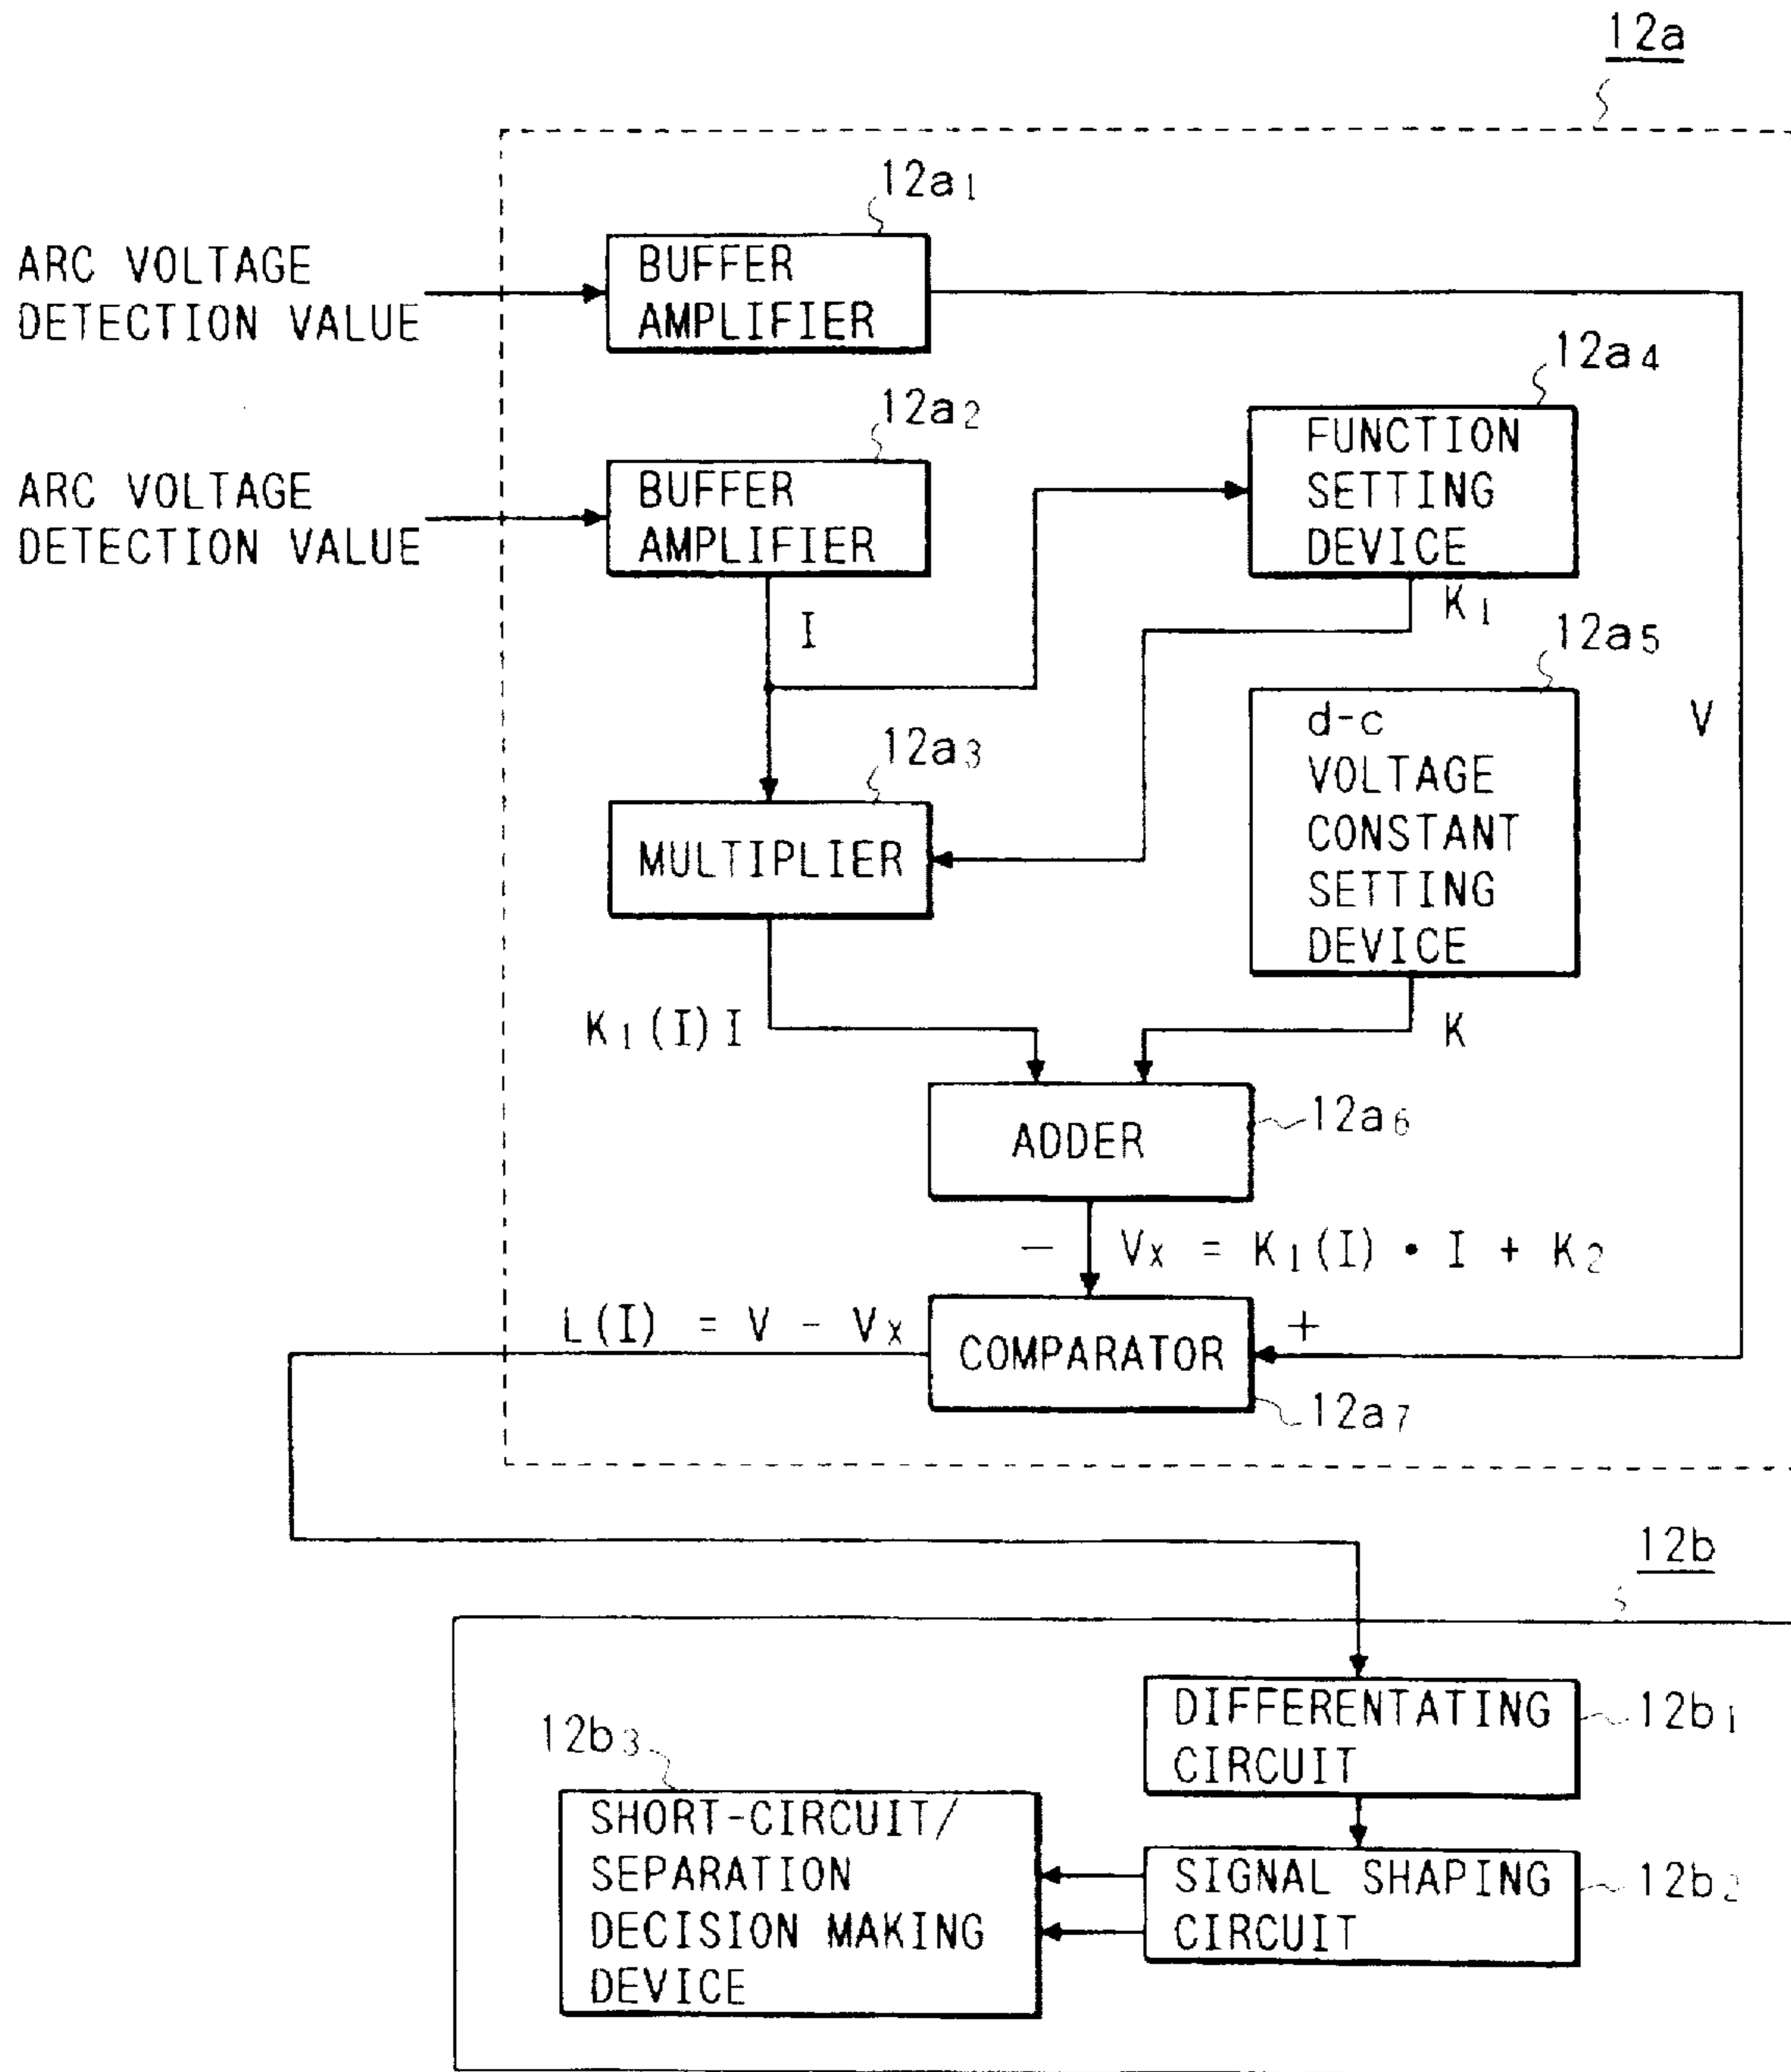 12a
12a1
ARC VOLTAGE
DETECTION VALUE
BUFFER
AMPLIFIER
12a4
12a2
ARC VOLTAGE
DETECTION VALUE
BUFFER
AMPLIFIER
FUNCTION
SETTING
DEVICE
I
K1
12a5
12a3
MULTIPLIER
d-c
VOLTAGE
CONSTANT
SETTING
DEVICE
V
K1(I)I
K
ADDER
12a6
− Vx = K1(I) • I + K2
L(I) = V − Vx
COMPARATOR
+
12a7
12b
DIFFERENTATING
CIRCUIT
12b1
12b3
SHORT-CIRCUIT/
SEPARATION
DECISION MAKING
DEVICE
SIGNAL SHAPING
CIRCUIT
12b2